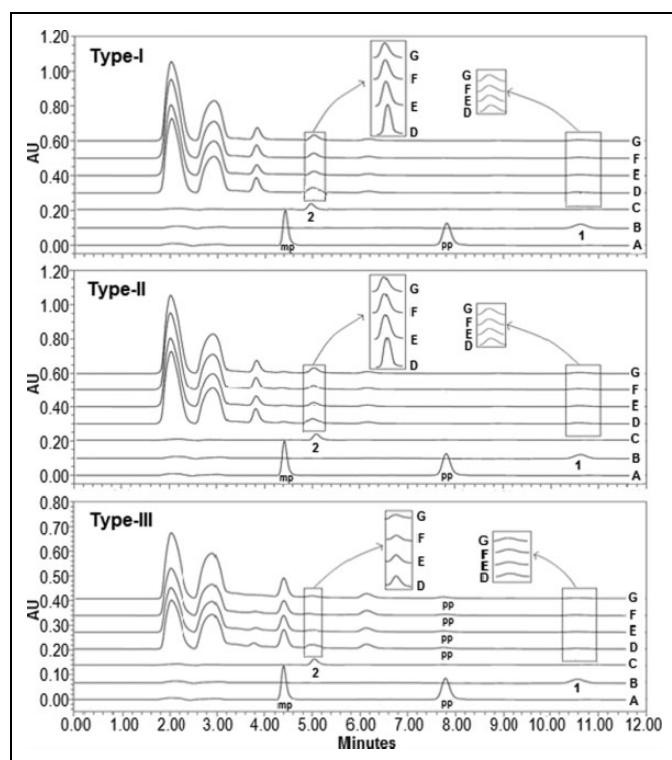 1.20
Type-I
1.00
0.80
0.60
0.40
0.20
0.00
AU
G
F
E
D
G
F
E
D
G
F
E
D
C
B
A
2
mp
pp
1
1.20
Type-II
1.00
0.80
0.60
0.40
0.20
0.00
AU
G
F
E
D
G
F
E
D
G
F
E
D
C
B
A
2
mp
pp
1
0.80
Type-III
0.70
0.60
0.50
0.40
0.30
0.20
0.10
0.00
AU
G
F
E
D
G
F
E
D
G
pp
F
pp
E
pp
D
pp
C
B
A
2
mp
pp
1
0.00 1.00 2.00 3.00 4.00 5.00 6.00 7.00 8.00 9.00 10.00 11.00 12.00
Minutes